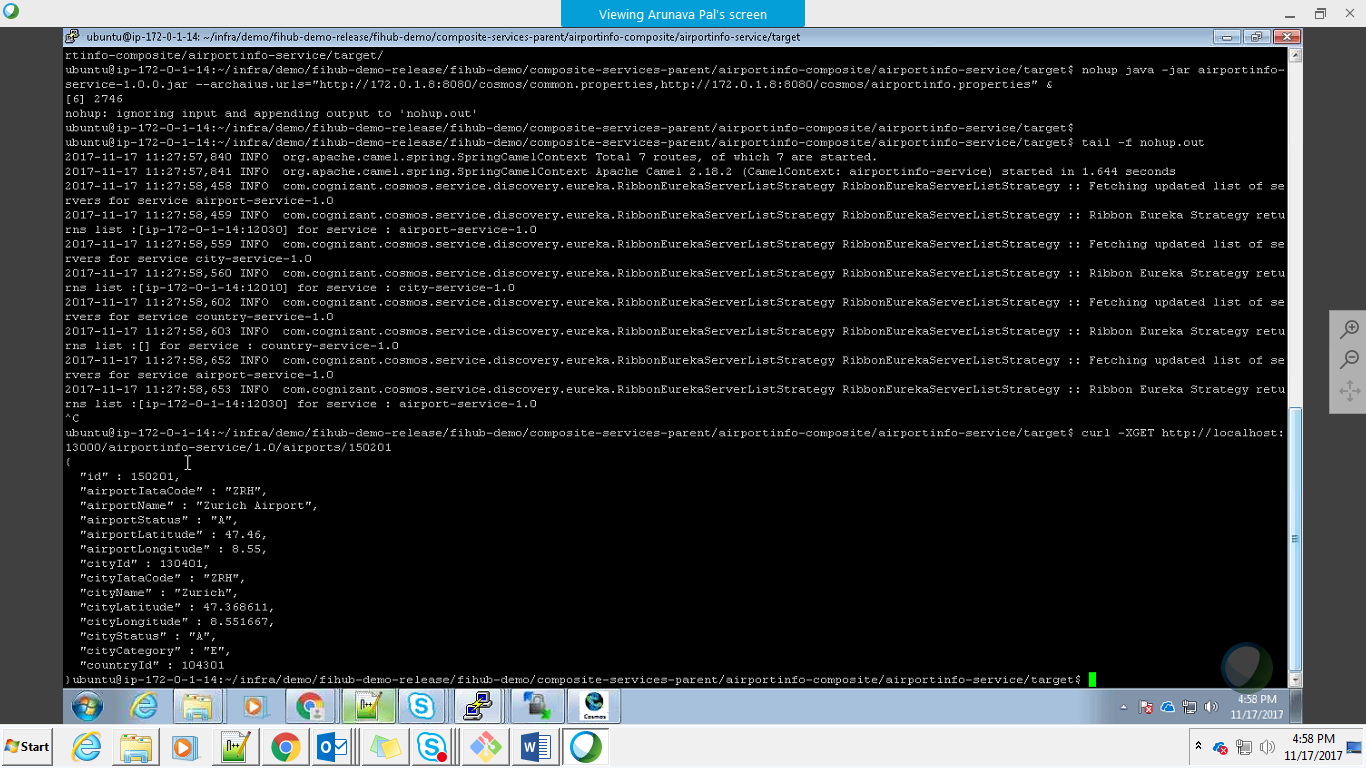 Viewing Arunava Pal's screen
ubuntu@ip-172-0-1-14: ~/infra/demo/fihub-demo-release/fihub-demo/composite-services-parent/airportinfo-composite/airportinfo-service/target
rtinfo-composite/airportinfo-service/target/
ubuntu@ip-172-0-1-14:~/infra/demo/fihub-demo-release/fihub-demo/composite-services-parent/airportinfo-composite/airportinfo-service/target$ nohup java -jar airportinfo-
service-1.0.0.jar --archaius.urls="http://172.0.1.8:8080/cosmos/common.properties,http://172.0.1.8:8080/cosmos/airportinfo.properties" &
[6] 2746
nohup: ignoring input and appending output to 'nohup.out'
ubuntu@ip-172-0-1-14:~/infra/demo/fihub-demo-release/fihub-demo/composite-services-parent/airportinfo-composite/airportinfo-service/target$
ubuntu@ip-172-0-1-14:~/infra/demo/fihub-demo-release/fihub-demo/composite-services-parent/airportinfo-composite/airportinfo-service/target$ tail -f nohup.out
2017-11-17 11:27:57,840 INFO  org.apache.camel.spring.SpringCamelContext Total 7 routes, of which 7 are started.
2017-11-17 11:27:57,841 INFO  org.apache.camel.spring.SpringCamelContext Apache Camel 2.18.2 (CamelContext: airportinfo-service) started in 1.644 seconds
2017-11-17 11:27:58,458 INFO  com.cognizant.cosmos.service.discovery.eureka.RibbonEurekaServerListStrategy RibbonEurekaServerListStrategy :: Fetching updated list of se
rvers for service airport-service-1.0
2017-11-17 11:27:58,459 INFO  com.cognizant.cosmos.service.discovery.eureka.RibbonEurekaServerListStrategy RibbonEurekaServerListStrategy :: Ribbon Eureka Strategy retu
rns list :[ip-172-0-1-14:12030] for service : airport-service-1.0
2017-11-17 11:27:58,559 INFO  com.cognizant.cosmos.service.discovery.eureka.RibbonEurekaServerListStrategy RibbonEurekaServerListStrategy :: Fetching updated list of se
rvers for service city-service-1.0
2017-11-17 11:27:58,560 INFO  com.cognizant.cosmos.service.discovery.eureka.RibbonEurekaServerListStrategy RibbonEurekaServerListStrategy :: Ribbon Eureka Strategy retu
rns list :[ip-172-0-1-14:12010] for service : city-service-1.0
2017-11-17 11:27:58,602 INFO  com.cognizant.cosmos.service.discovery.eureka.RibbonEurekaServerListStrategy RibbonEurekaServerListStrategy :: Fetching updated list of se
rvers for service country-service-1.0
2017-11-17 11:27:58,603 INFO  com.cognizant.cosmos.service.discovery.eureka.RibbonEurekaServerListStrategy RibbonEurekaServerListStrategy :: Ribbon Eureka Strategy retu
rns list :[] for service : country-service-1.0
2017-11-17 11:27:58,652 INFO  com.cognizant.cosmos.service.discovery.eureka.RibbonEurekaServerListStrategy RibbonEurekaServerListStrategy :: Fetching updated list of se
rvers for service airport-service-1.0
2017-11-17 11:27:58,653 INFO  com.cognizant.cosmos.service.discovery.eureka.RibbonEurekaServerListStrategy RibbonEurekaServerListStrategy :: Ribbon Eureka Strategy retu
rns list :[ip-172-0-1-14:12030] for service : airport-service-1.0
^C
ubuntu@ip-172-0-1-14:~/infra/demo/fihub-demo-release/fihub-demo/composite-services-parent/airportinfo-composite/airportinfo-service/target$ curl -XGET http://localhost:
13000/airportinfo-service/1.0/airports/150201
{
  "id" : 150201,
  "airportIataCode" : "ZRH",
  "airportName" : "Zurich Airport",
  "airportStatus" : "A",
  "airportLatitude" : 47.46,
  "airportLongitude" : 8.55,
  "cityId" : 130401,
  "cityIataCode" : "ZRH",
  "cityName" : "Zurich",
  "cityLatitude" : 47.368611,
  "cityLongitude" : 8.551667,
  "cityStatus" : "A",
  "cityCategory" : "E",
  "countryId" : 104301
}ubuntu@ip-172-0-1-14:~/infra/demo/fihub-demo-release/fihub-demo/composite-services-parent/airportinfo-composite/airportinfo-service/target$
Cosmos
4:58 PM
11/17/2017
Start
4:58 PM
11/17/2017